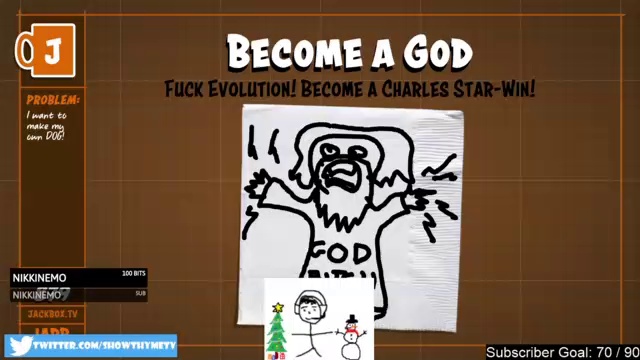 J
BECOME A GOD
FUCK EVOLUTION! BECOME A CHARLES STAR-WIN!
PROBLEM:
I want to
make my
own DOG!
GOD
NIKKINEMO
100 BITS
NIKKINEMO
SUB
JACKBOX.TV
TWITTER.COM/SHOWTHYMETV
Subscriber Goal: 70 / 90